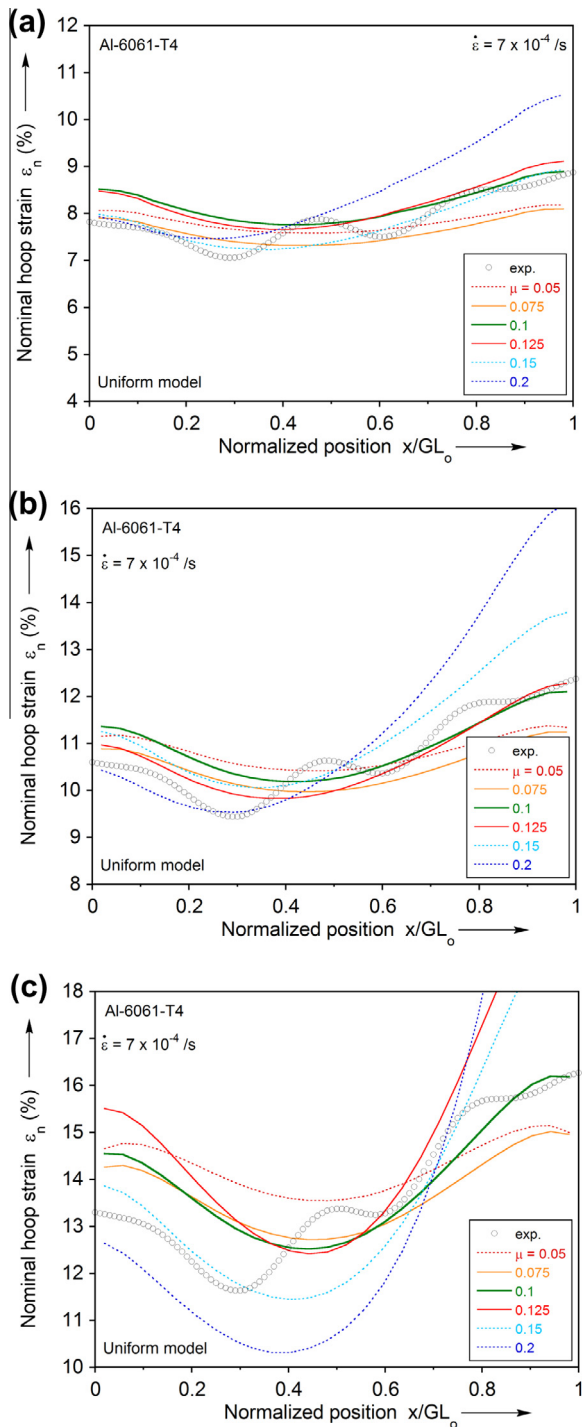 (a)
Al-6061-T4
ε̇ = 7 x 10⁻⁴ /s
12
11
10
9
8
7
6
5
4
Nominal hoop strain ε_n (%)
exp.
μ = 0.05
0.075
0.1
0.125
0.15
0.2
Uniform model
0 0.2 0.4 0.6 0.8 1
Normalized position x/GL_o
(b)
Al-6061-T4
ε̇ = 7 x 10⁻⁴ /s
16
15
14
13
12
11
10
9
8
Nominal hoop strain ε_n (%)
exp.
μ = 0.05
0.075
0.1
0.125
0.15
0.2
Uniform model
0 0.2 0.4 0.6 0.8 1
Normalized position x/GL_o
(c)
Al-6061-T4
ε̇ = 7 x 10⁻⁴ /s
18
17
16
15
14
13
12
11
10
Nominal hoop strain ε_n (%)
exp.
μ = 0.05
0.075
0.1
0.125
0.15
0.2
Uniform model
0 0.2 0.4 0.6 0.8 1
Normalized position x/GL_o